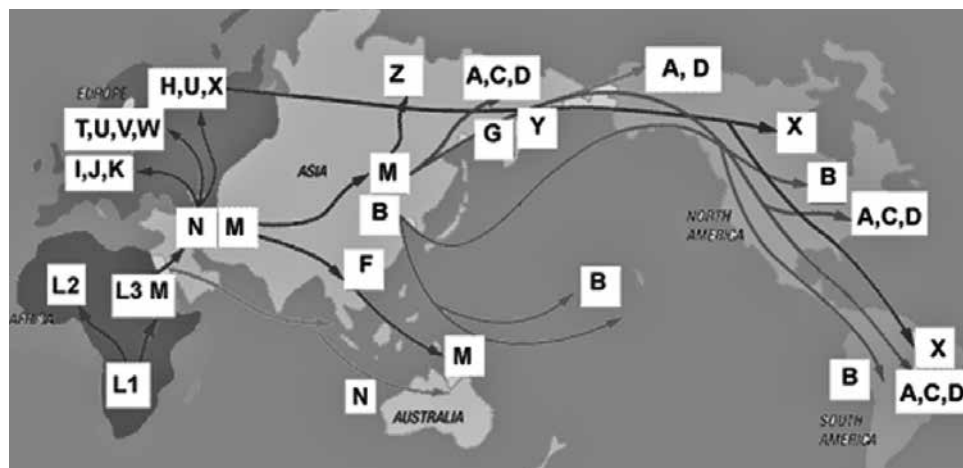 Z
A,C,D
A, D
H,U,X
EUROPE
T,U,V,W
G
Y
X
I,J,K
ASIA
M
B
B
N
M
NORTH
AMERICA
A,C,D
F
L2
L3 M
B
AFRICA
M
X
L1
B
N
A,C,D
AUSTRALIA
SOUTH
AMERICA